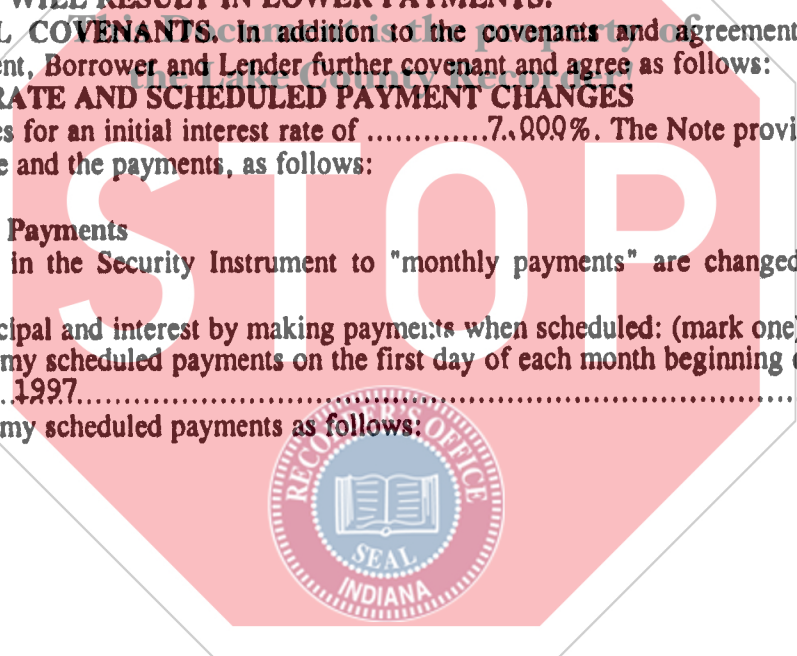 WILL RESULT IN LOWER PAYMENTS.
This Document is the property of
L COVENANTS. In addition to the covenants and agreement
ent, Borrower and Lender further covenant and agree as follows:
the Lake County Recorder!
RATE AND SCHEDULED PAYMENT CHANGES
es for an initial interest rate of .............7.000%. The Note provi
e and the payments, as follows:
Payments
in the Security Instrument to "monthly payments" are changed
STOP
cipal and interest by making payments when scheduled: (mark one)
my scheduled payments on the first day of each month beginning
..1997..........................................................................................
my scheduled payments as follows:
RECORDER'S OFFICE
SEAL
INDIANA